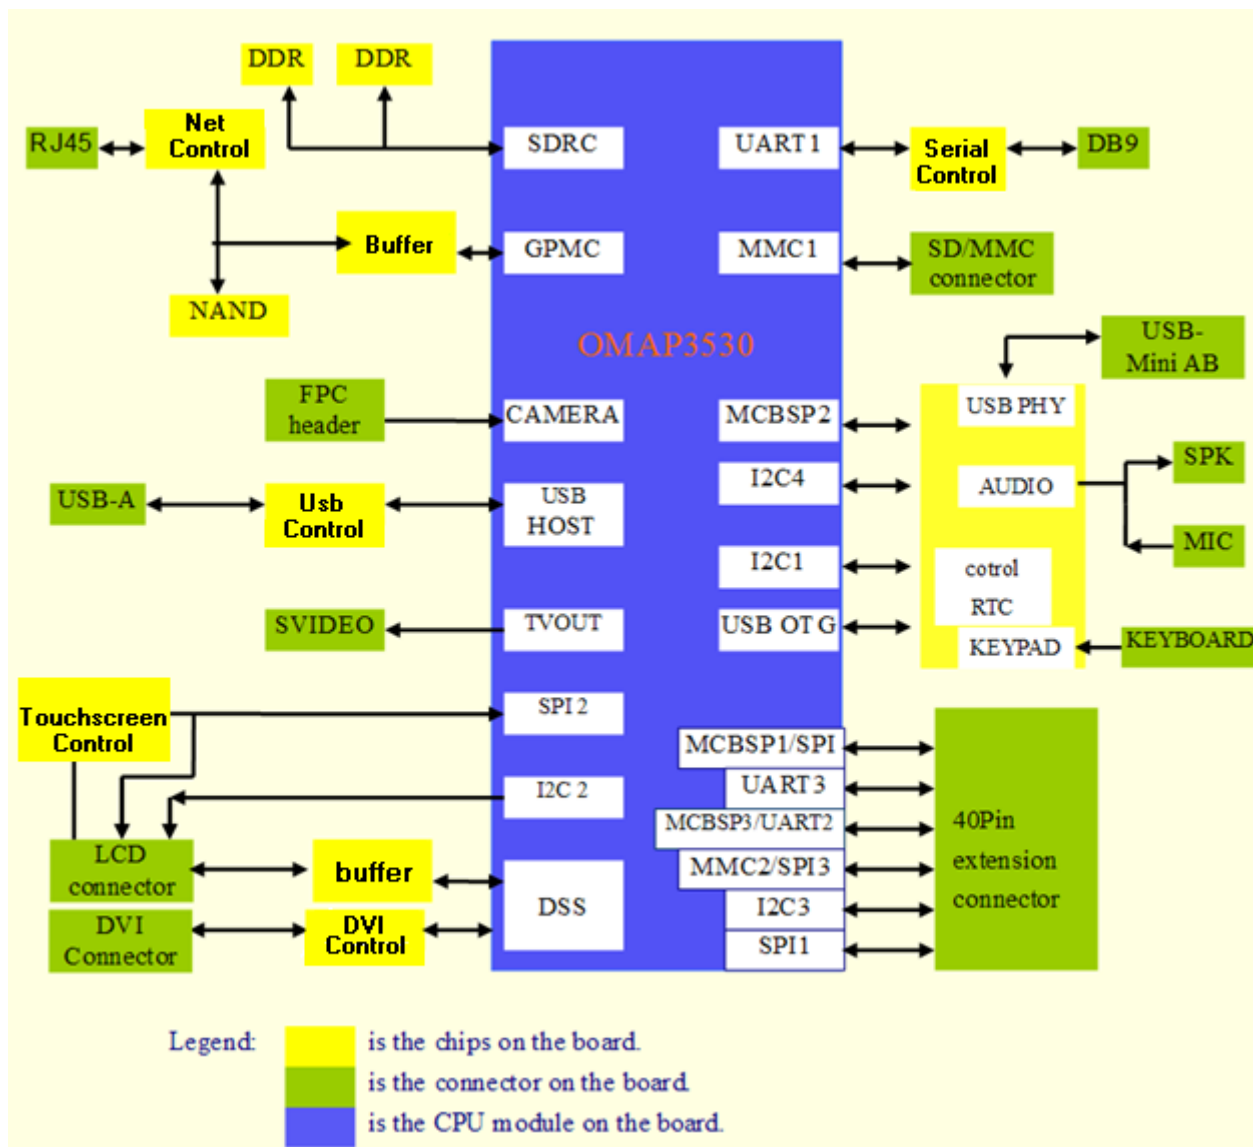 DDR
DDR
RJ45
Net
Control
SDRC
UART1
Serial
Control
DB9
Buffer
GPMC
MMC1
SD/MMC
connector
NAND
OMAP3530
USB-
Mini AB
FPC
header
CAMERA
MCBSP2
USB PHY
USB-A
Usb
Control
USB
HOST
I2C4
AUDIO
SPK
MIC
I2C1
cotrol
RTC
SVIDEO
TVOUT
USB OTG
KEYPAD
KEYBOARD
Touchscreen
Control
SPI 2
MCBSP1/SPI
I2C 2
UART3
MCBSP3/UART2
40Pin
extension
connector
LCD
connector
buffer
DSS
MMC2/SPI3
I2C3
DVI
Connector
DVI
Control
SPI1
Legend:
is the chips on the board.
is the connector on the board.
is the CPU module on the board.